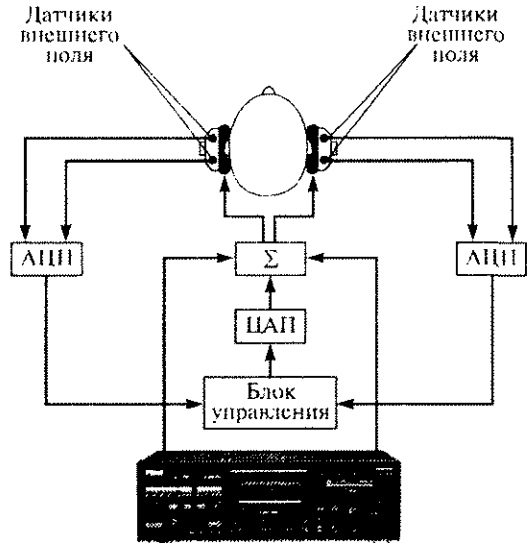 Датчики
внешнего
поля
Датчики
внешнего
поля
АЦП
Σ
АЦП
ЦАП
Блок
управления